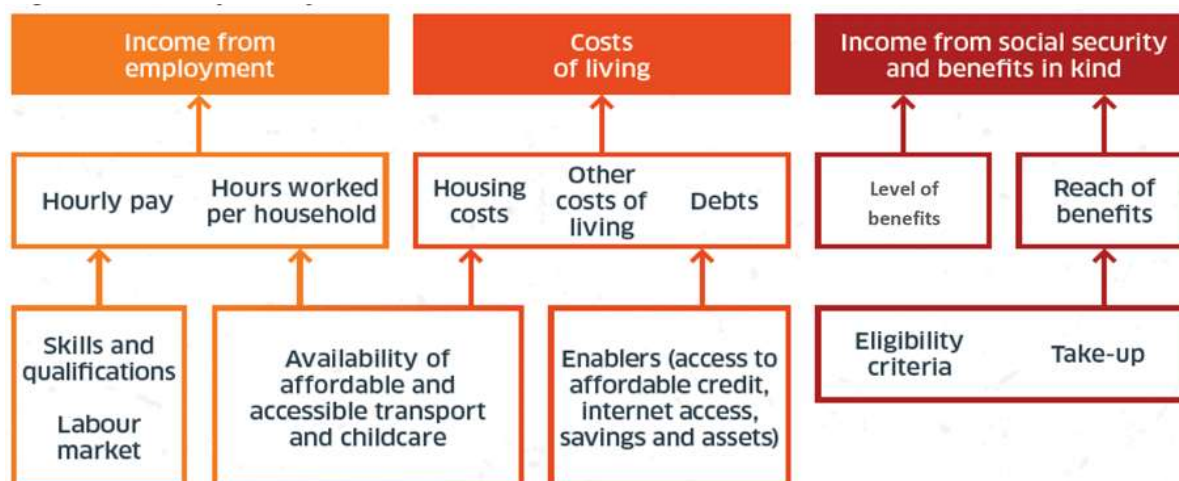 Income from
employment
Costs
of living
Income from social security
and benefits in kind
Hourly pay
Hours worked
per household
Housing
costs
Other
costs of
living
Debts
Level of
benefits
Reach of
benefits
Skills and
qualifications
Labour
market
Availability of
affordable and
accessible transport
and childcare
Enablers (access to
affordable credit,
internet access,
savings and assets)
Eligibility
criteria
Take-up